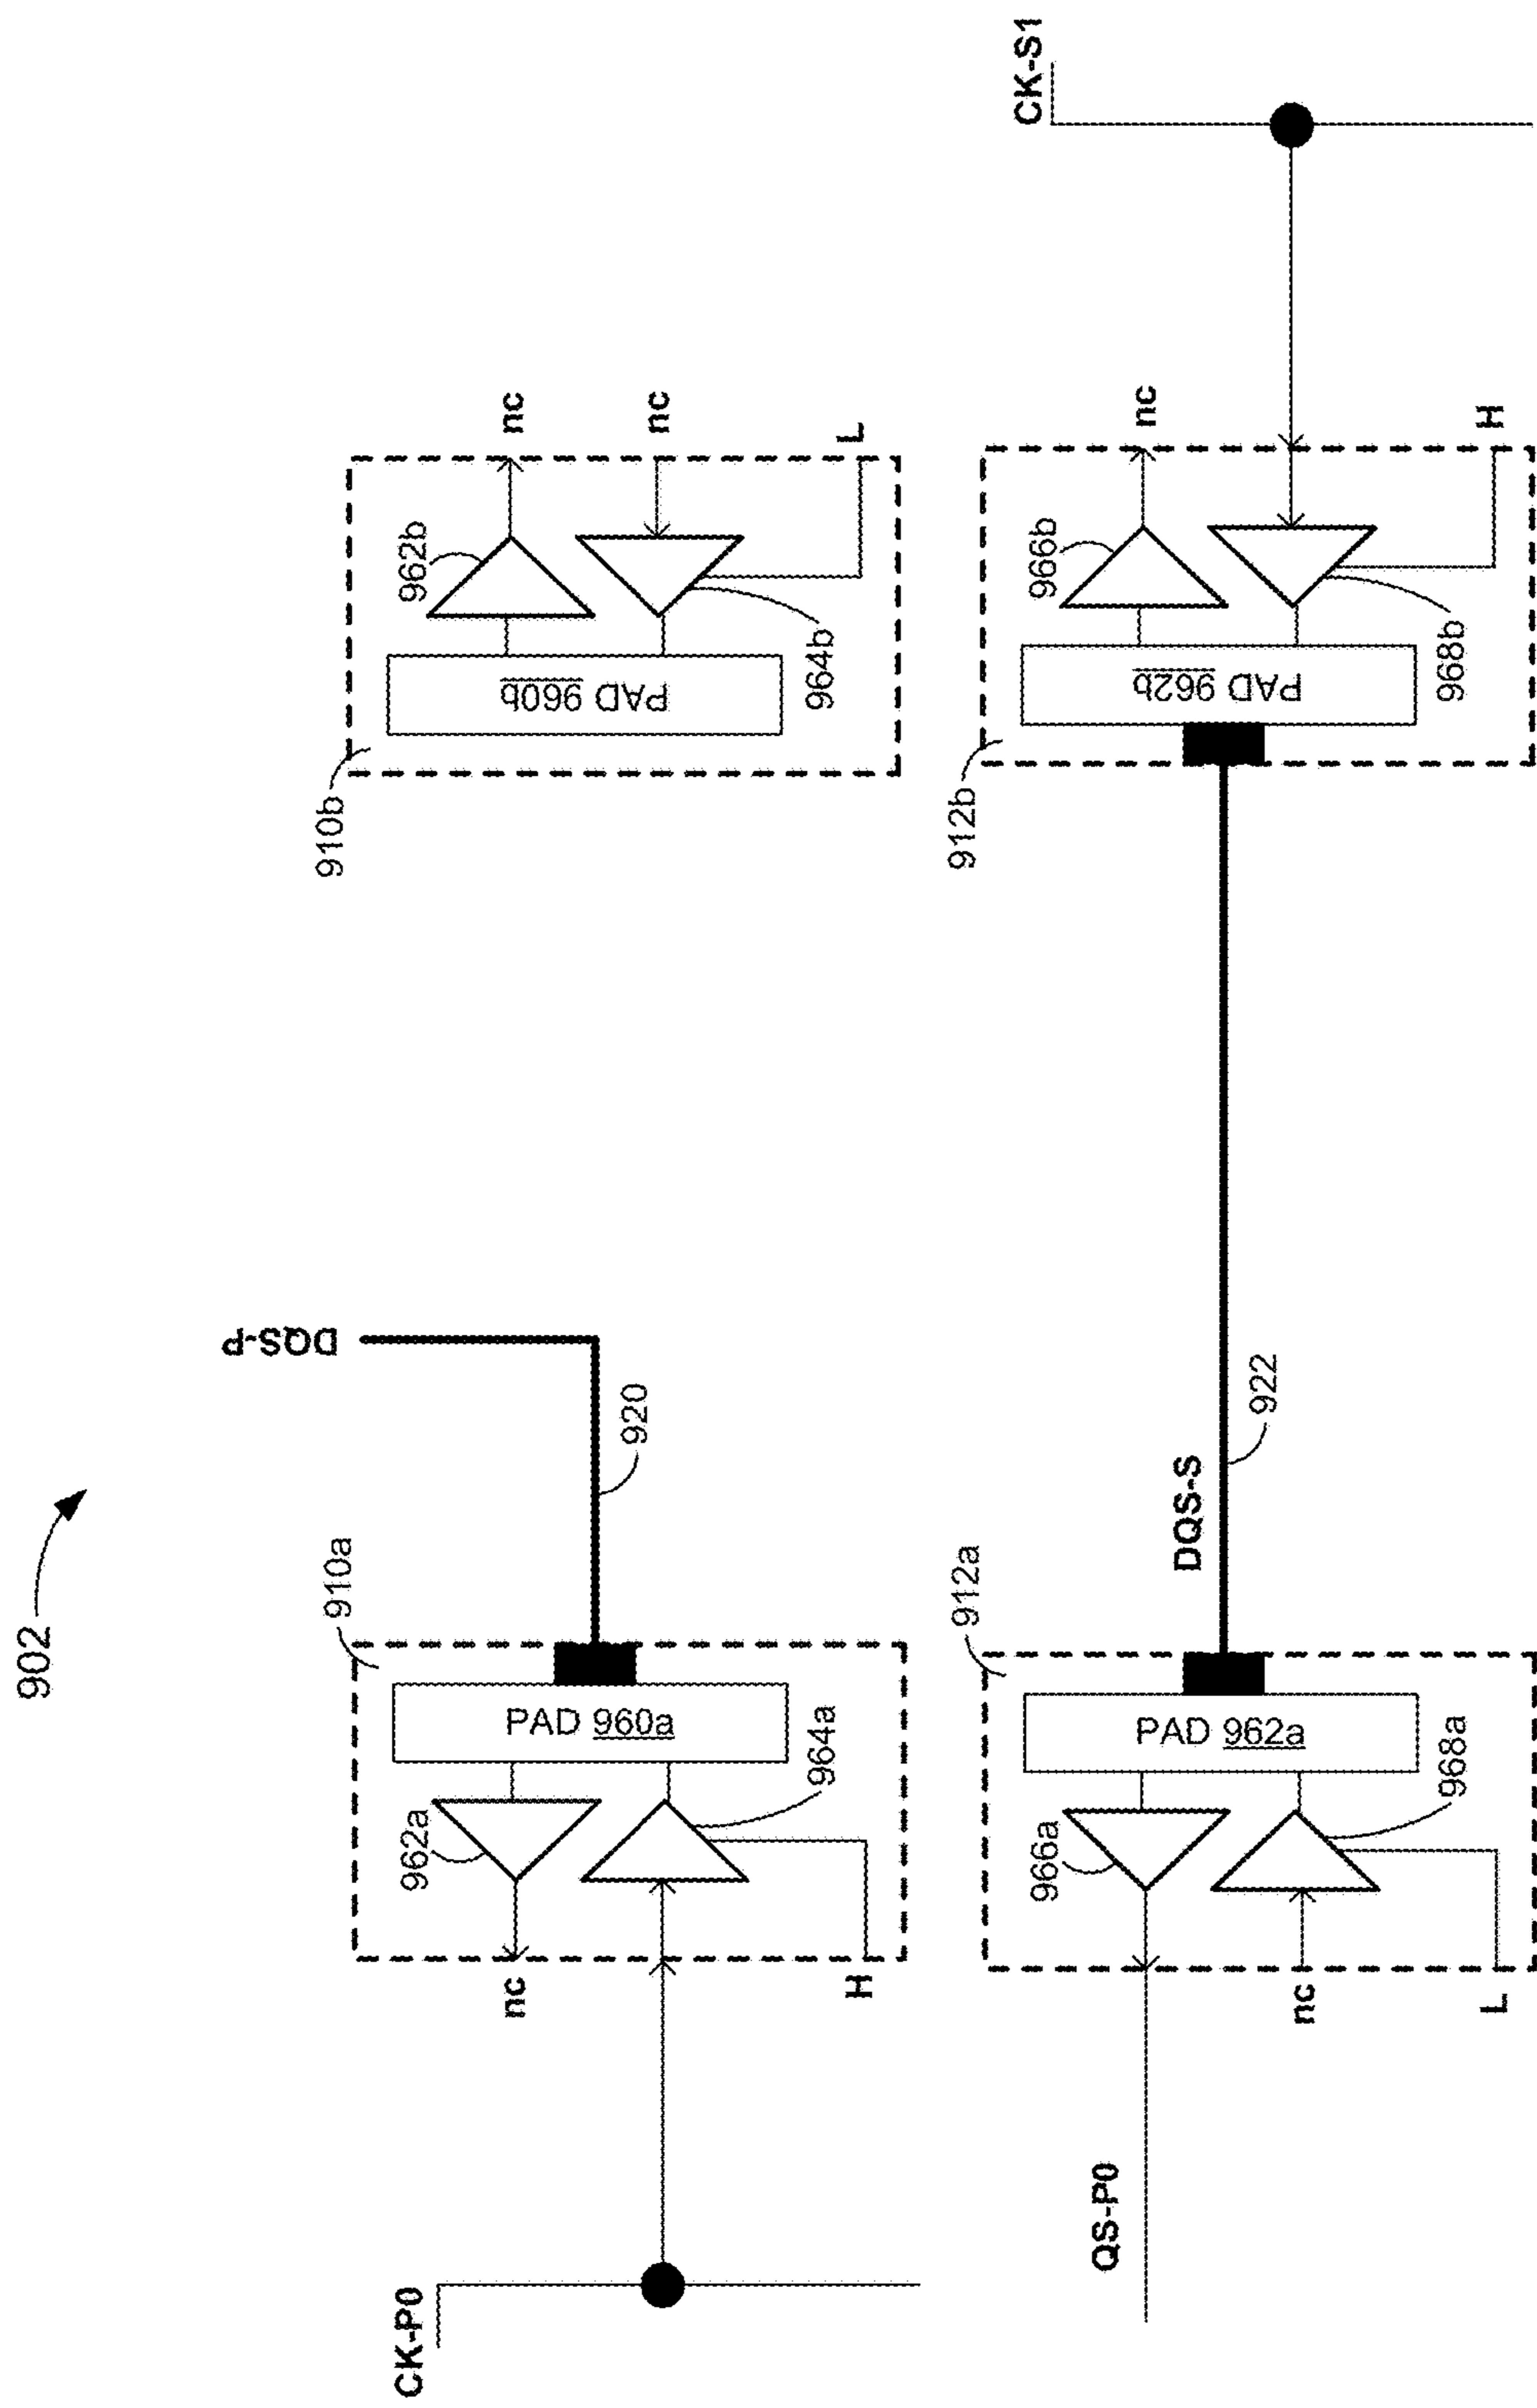 902
CK-P0
nc
H
962a
910a
PAD 960a
964a
920
DQS-P
910b
962b
PAD 960b
964b
nc
nc
L
QS-P0
nc
L
966a
912a
PAD 962a
968a
DQS-S
922
912b
966b
PAD 962b
968b
nc
H
CK-S1